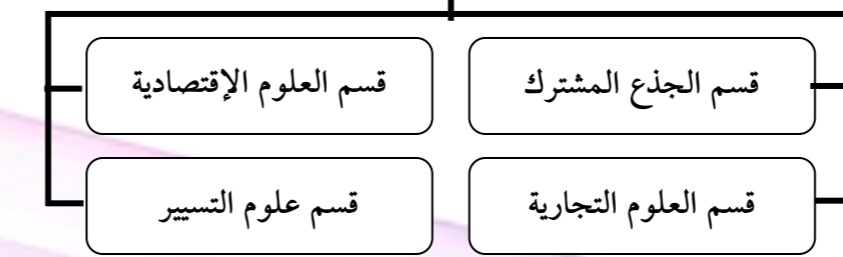 قسم الجذع المشترك
قسم العلوم الإقتصادية
قسم العلوم التجارية
قسم علوم التسيير